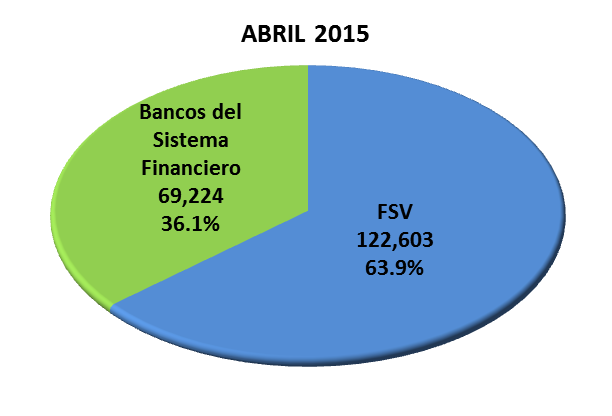 ABRIL 2015
Bancos del
Sistema
Financiero
69,224
36.1%
FSV
122,603
63.9%